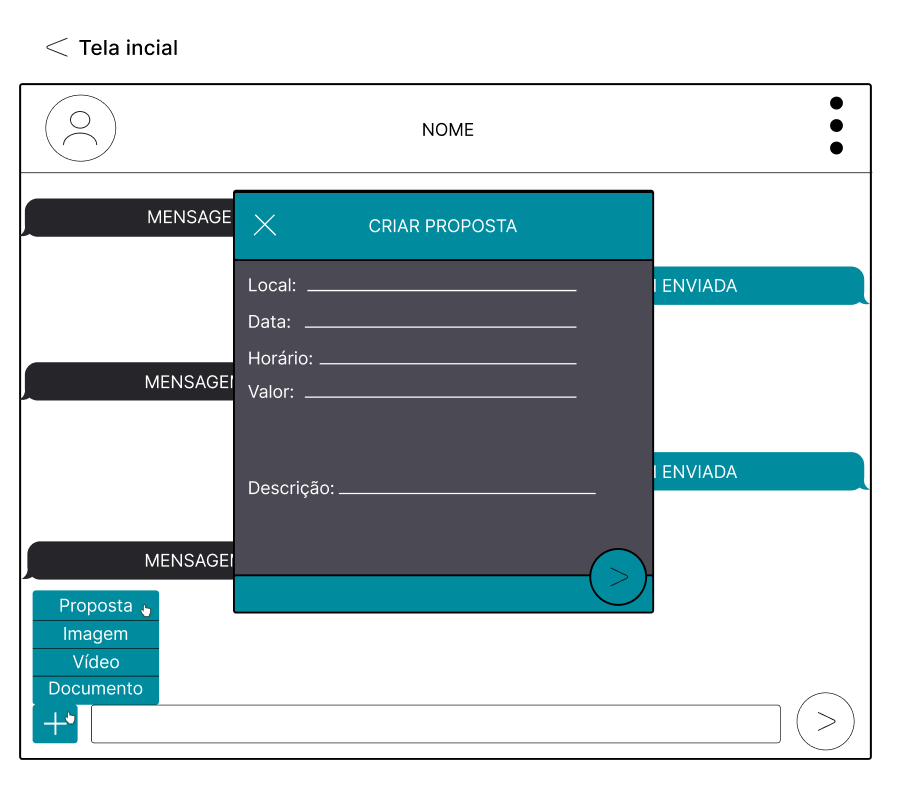 < Tela incial
NOME
MENSAGE
CRIAR PROPOSTA
Local:
ENVIADA
Data:
Horário:
MENSAGEM
Valor:
ENVIADA
Descrição:
MENSAGEM
>
Proposta
Imagem
Vídeo
Documento
+
>